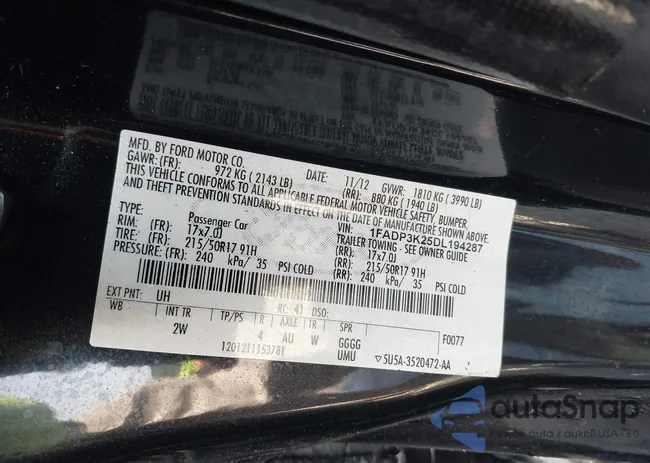 MFD. BY FORD MOTOR CO.
DATE: 11/12 GVWR: 1810 KG ( 3990 LB)
GAWR: (FR): 972 KG ( 2143 LB) (RR): 880 KG ( 1940 LB)
THIS VEHICLE CONFORMS TO ALL APPLICABLE FEDERAL MOTOR VEHICLE SAFETY, BUMPER,
AND THEFT PREVENTION STANDARDS IN EFFECT ON THE DATE OF MANUFACTURE SHOWN ABOVE.
VIN: 1FADP3K25DL194287
TYPE: Passenger Car TRAILER TOWING - SEE OWNER GUIDE
RIM: (FR): 17x7.0J (RR): 17x7.0J
TIRE: (FR): 215/50R17 91H (RR): 215/50R17 91H
PRESSURE: (FR): 240 kPa/ 35 PSI COLD (RR): 240 kPa/ 35 PSI COLD
EXT PNT: UH RC: 41 DSO: F0077
WB INT TR TP/PS R AXLE TR SPR
2W 4 AU W GGGG
UMU
1201211153781
5U5A-3520472-AA
autaSnap